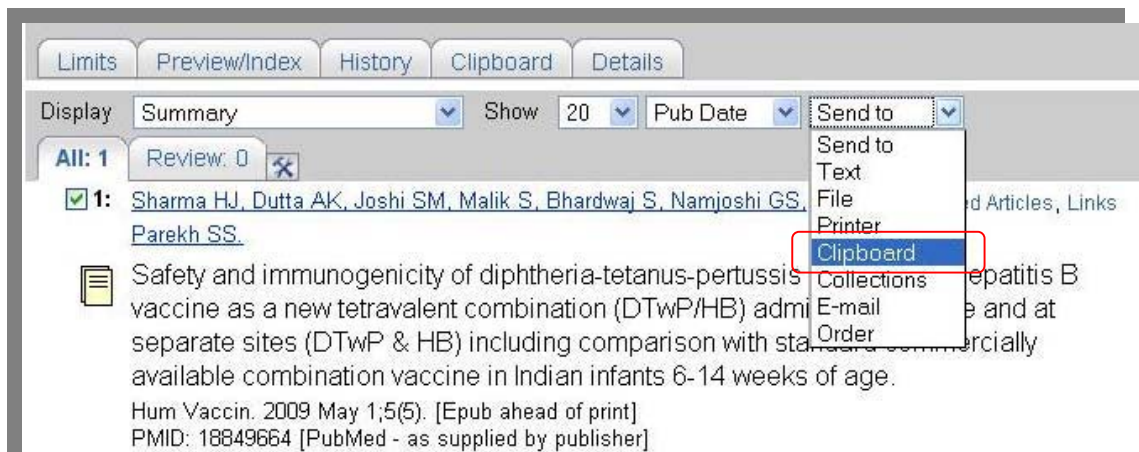 Limits Preview/Index History Clipboard Details
Display Summary Show 20 Pub Date Send to
All: 1 Review: 0
Send to
Text
File
Printer
Clipboard
Collections
E-mail
Order
1: Sharma HJ, Dutta AK, Joshi SM, Malik S, Bhardwaj S, Namjoshi GS, d Articles, Links
Parekh SS.
Safety and immunogenicity of diphtheria-tetanus-pertussis epatitis B
vaccine as a new tetravalent combination (DTwP/HB) admi e and at
separate sites (DTwP & HB) including comparison with commercially
available combination vaccine in Indian infants 6-14 weeks of age.
Hum Vaccin. 2009 May 1;5(5). [Epub ahead of print]
PMID: 18849664 [PubMed - as supplied by publisher]